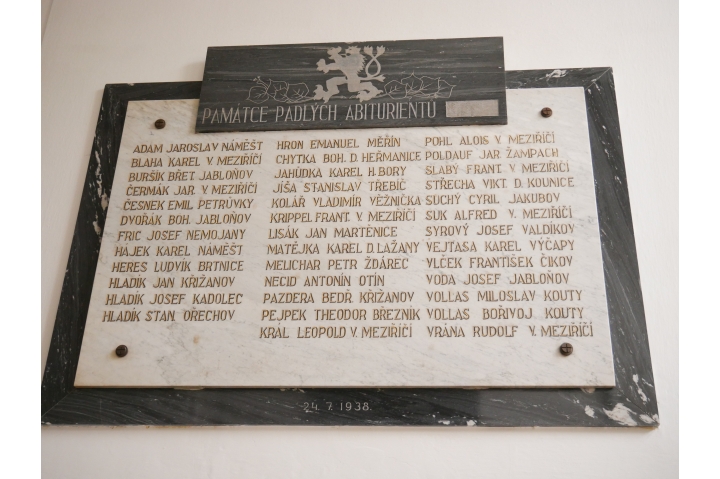 PAMÁTCE PADLÝCH ABITURIENTŮ
ADAM JAROSLAV NÁMĚŠT
BLAHA KAREL V. MEZIŘÍČÍ
BURŠÍK BŘET. JABLOŇOV
ČERMÁK JAR. V. MEZIŘÍČÍ
ČESNEK EMIL PETRŮVKY
DVOŘÁK BOH. JABLOŇOV
FRIC JOSEF NEMOJANY
HÁJEK KAREL NÁMĚŠT
HERES LUDVÍK BRTNICE
HLADÍK JAN KŘIŽANOV
HLADÍK JOSEF KADOLEC
HLADÍK STAN. OŘECHOV
HRON EMANUEL MĚŘÍN
CHYTKA BOH. D. HEŘMANICE
JAHŮDKA KAREL H. BORY
JÍŠA STANISLAV TŘEBÍČ
KOLÁŘ VLADIMÍR VĚŽNIČKA
KRIPPEL FRANT. V. MEZIŘÍČÍ
LISÁK JAN MARTĚNICE
MATĚJKA KAREL D. LAŽANY
MELICHAR PETR ŽDÁREC
NECID ANTONÍN OTÍN
PAZDERA BEDŘ. KŘIŽANOV
PEJPEK THEODOR BŘEZNÍK
KRÁL LEOPOLD V. MEZIŘÍČÍ
POHL ALOIS V. MEZIŘÍČÍ
POLDAUF JAR. ŽAMPACH
SLABÝ FRANT. V. MEZIŘÍČÍ
STŘECHA VIKT. D. KOUNICE
SUCHÝ CYRIL JAKUBOV
SUK ALFRED V. MEZIŘÍČÍ
SYROVÝ JOSEF VALDÍKOV
VEJTASA KAREL VÝČAPY
VLČEK FRANTIŠEK ČIKOV
VODA JOSEF JABLOŇOV
VOLLAS MILOSLAV KOUTY
VOLLAS BOŘIVOJ KOUTY
VRÁNA RUDOLF V. MEZIŘÍČÍ
24. 7. 1938.